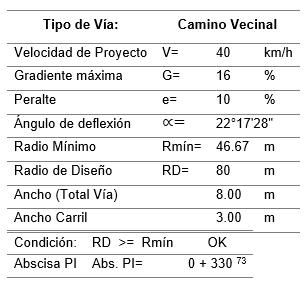 Tipo de Vía: Camino Vecinal
Velocidad de Proyecto V= 40 km/h
Gradiente máxima G= 16 %
Peralte e= 10 %
Ángulo de deflexión ∝= 22°17'28"
Radio Mínimo Rmín= 46.67 m
Radio de Diseño RD= 80 m
Ancho (Total Vía) 8.00 m
Ancho Carril 3.00 m
Condición: RD >= Rmín OK
Abscisa PI Abs. PI= 0 + 330 73